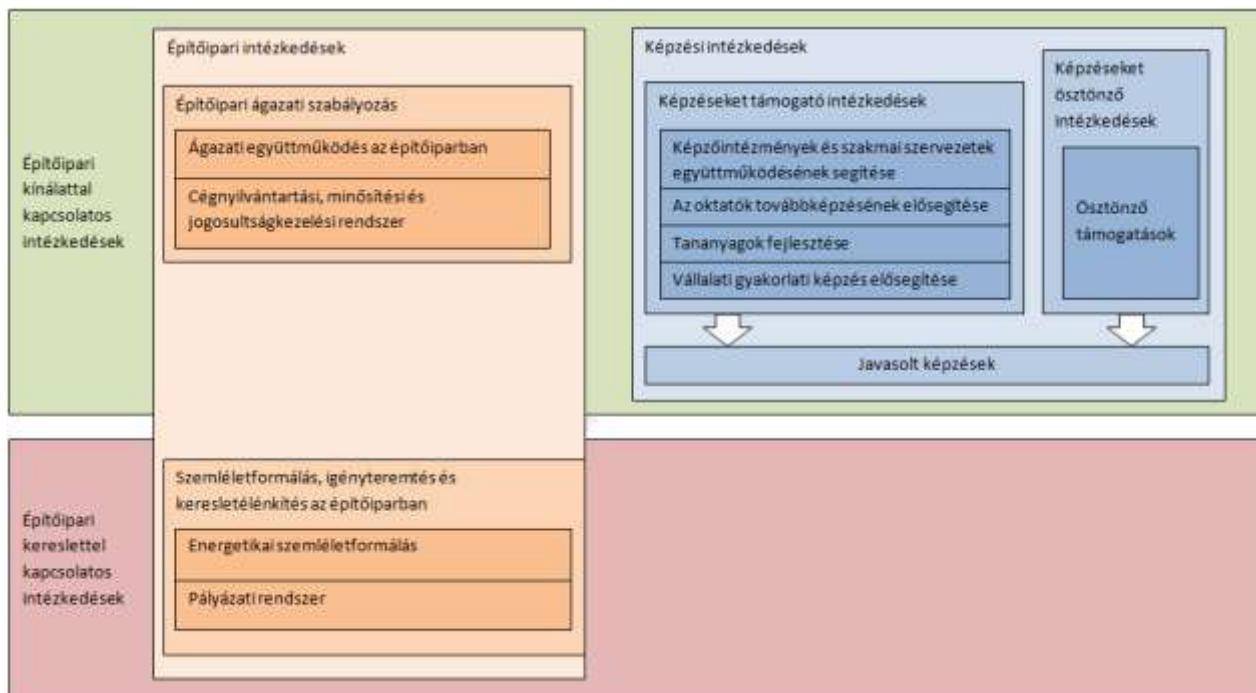 Építőipari
kínálattal
kapcsolatos
intézkedések
Építőipari intézkedések
Építőipari ágazati szabályozás
Ágazati együttműködés az építőiparban
Cégnyilvántartási, minősítési és
jogosultságkezelési rendszer
Képzési intézkedések
Képzéseket támogató intézkedések
Képzőintézmények és szakmai szervezetek
együttműködésének segítése
Az oktatók továbbképzésének elősegítése
Tananyagok fejlesztése
Vállalati gyakorlati képzés elősegítése
Képzéseket
ösztönző
intézkedések
Ösztönző
támogatások
Javasolt képzések
Építőipari
kereslettel
kapcsolatos
intézkedések
Szemléletformálás, igényteremtés és
keresletélénkítés az építőiparban
Energetikai szemléletformálás
Pályázati rendszer